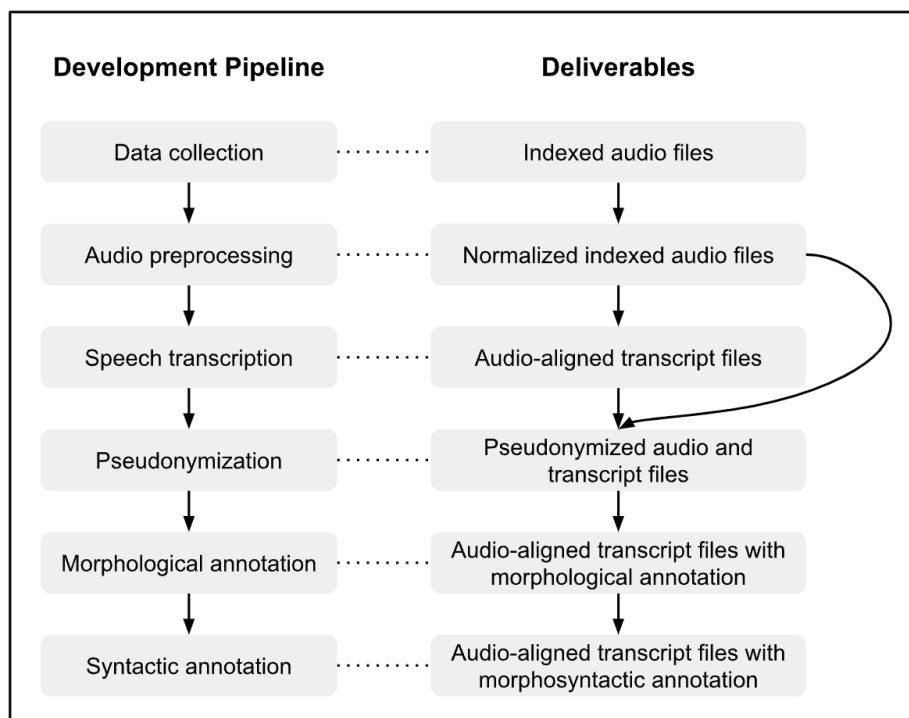 Development Pipeline
Deliverables
Data collection
Indexed audio files
Audio preprocessing
Normalized indexed audio files
Speech transcription
Audio-aligned transcript files
Pseudonymization
Pseudonymized audio and
transcript files
Morphological annotation
Audio-aligned transcript files with
morphological annotation
Syntactic annotation
Audio-aligned transcript files with
morphosyntactic annotation